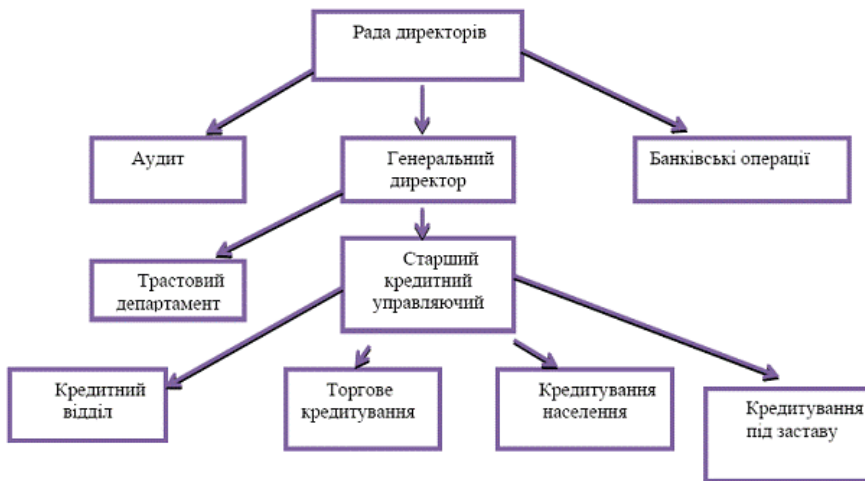 Рада директорів
Аудит
Генеральний
директор
Банківські операції
Трастовий
департамент
Старший
кредитний
управляючий
Кредитний
відділ
Торгове
кредитування
Кредитування
населення
Кредитування
під заставу